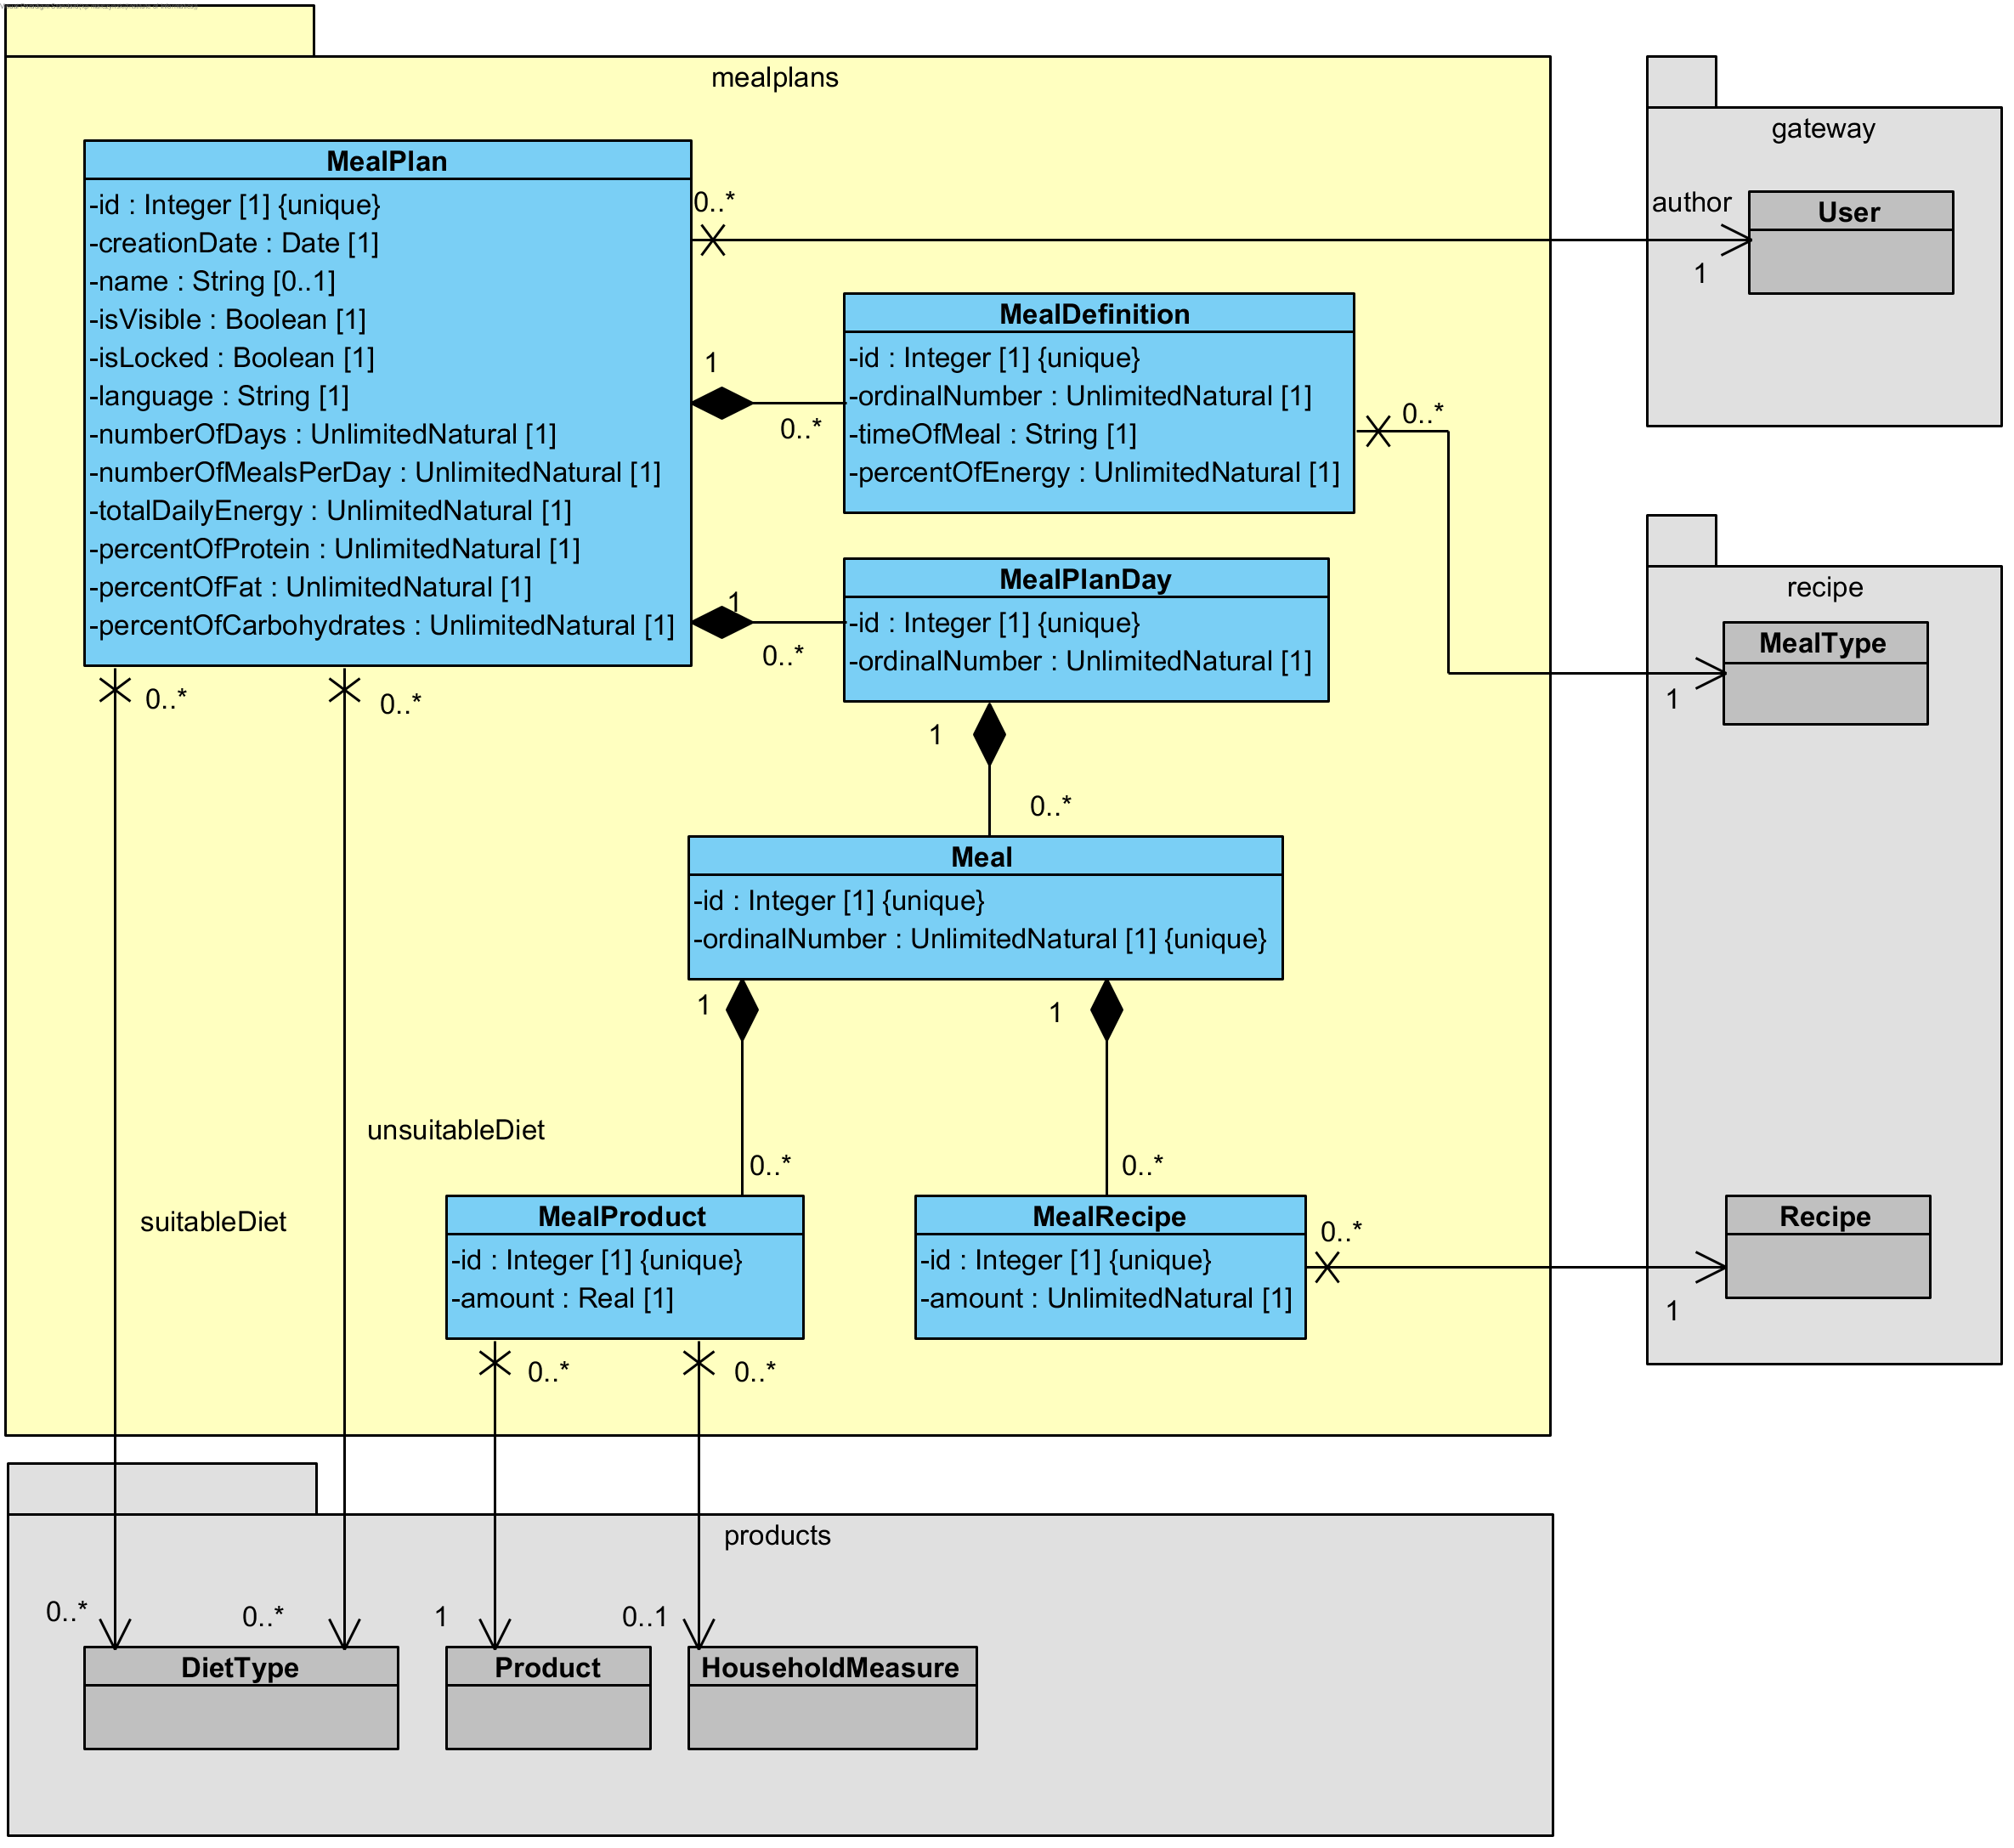 mealplans
MealPlan
-id : Integer [1] {unique}
-creationDate : Date [1]
-name : String [0..1]
-isVisible : Boolean [1]
-isLocked : Boolean [1]
-language : String [1]
-numberOfDays : UnlimitedNatural [1]
-numberOfMealsPerDay : UnlimitedNatural [1]
-totalDailyEnergy : UnlimitedNatural [1]
-percentOfProtein : UnlimitedNatural [1]
-percentOfFat : UnlimitedNatural [1]
-percentOfCarbohydrates : UnlimitedNatural [1]
0..*
author
1
gateway
User
1
0..*
MealDefinition
-id : Integer [1] {unique}
-ordinalNumber : UnlimitedNatural [1]
-timeOfMeal : String [1]
-percentOfEnergy : UnlimitedNatural [1]
0..*
1
recipe
MealType
1
0..*
MealPlanDay
-id : Integer [1] {unique}
-ordinalNumber : UnlimitedNatural [1]
0..*
0..*
1
0..*
Meal
-id : Integer [1] {unique}
-ordinalNumber : UnlimitedNatural [1] {unique}
1
1
unsuitableDiet
suitableDiet
0..*
0..*
MealProduct
-id : Integer [1] {unique}
-amount : Real [1]
MealRecipe
-id : Integer [1] {unique}
-amount : UnlimitedNatural [1]
0..*
1
Recipe
0..*
0..*
products
0..*
0..*
1
0..1
DietType
Product
HouseholdMeasure